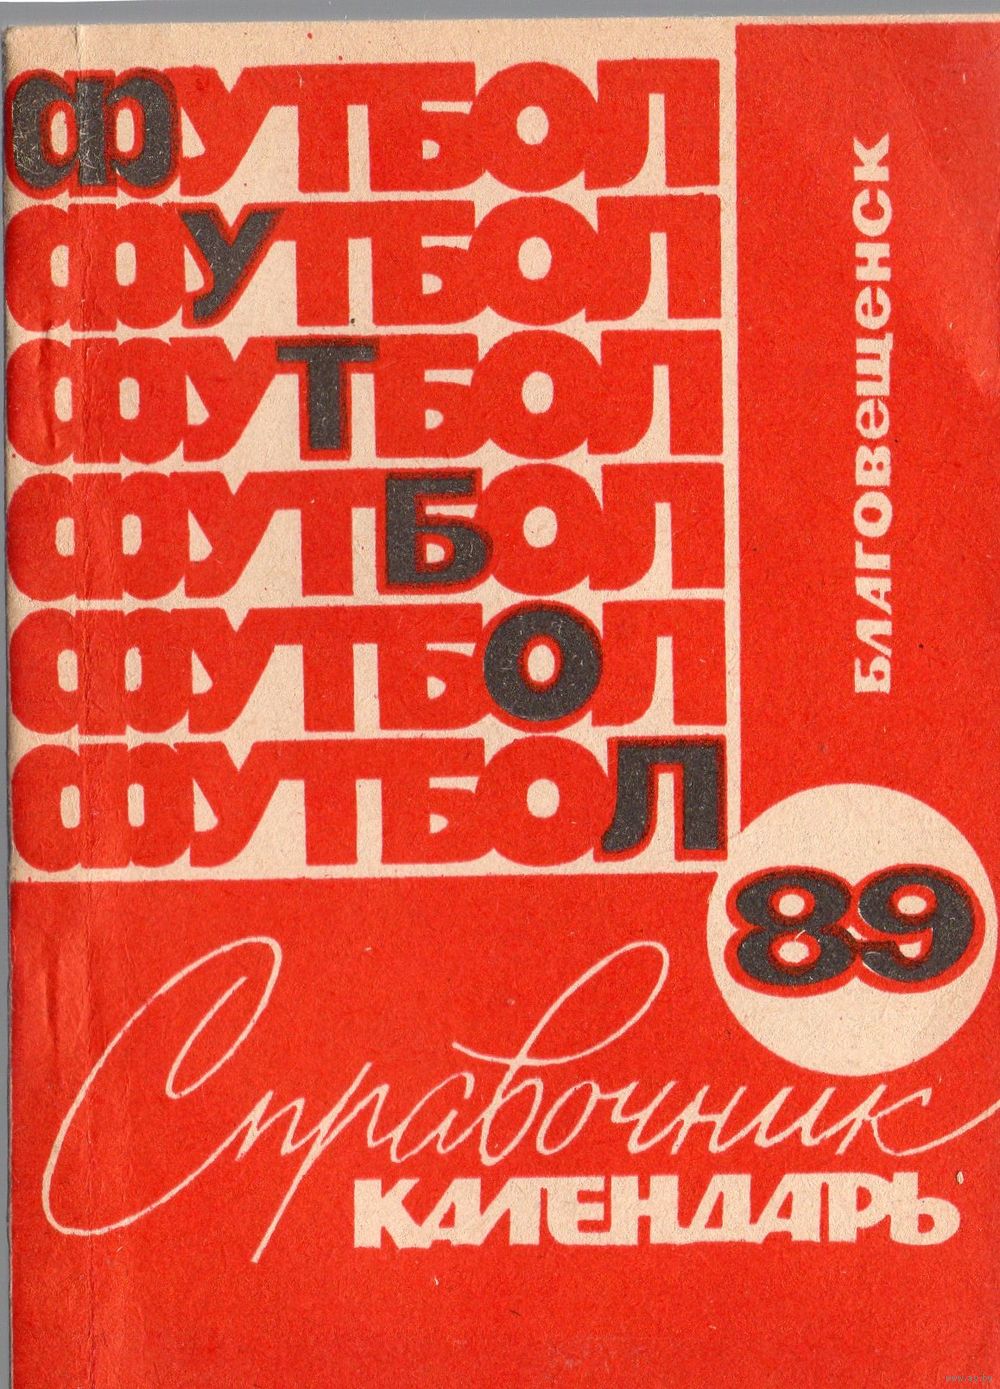 ФУТБОЛ
ФУТБОЛ
ФУТБОЛ
ФУТБОЛ
ФУТБОЛ
ФУТБОЛ
БЛАГОВЕЩЕНСК
89
Справочник
КАЛЕНДАРЬ